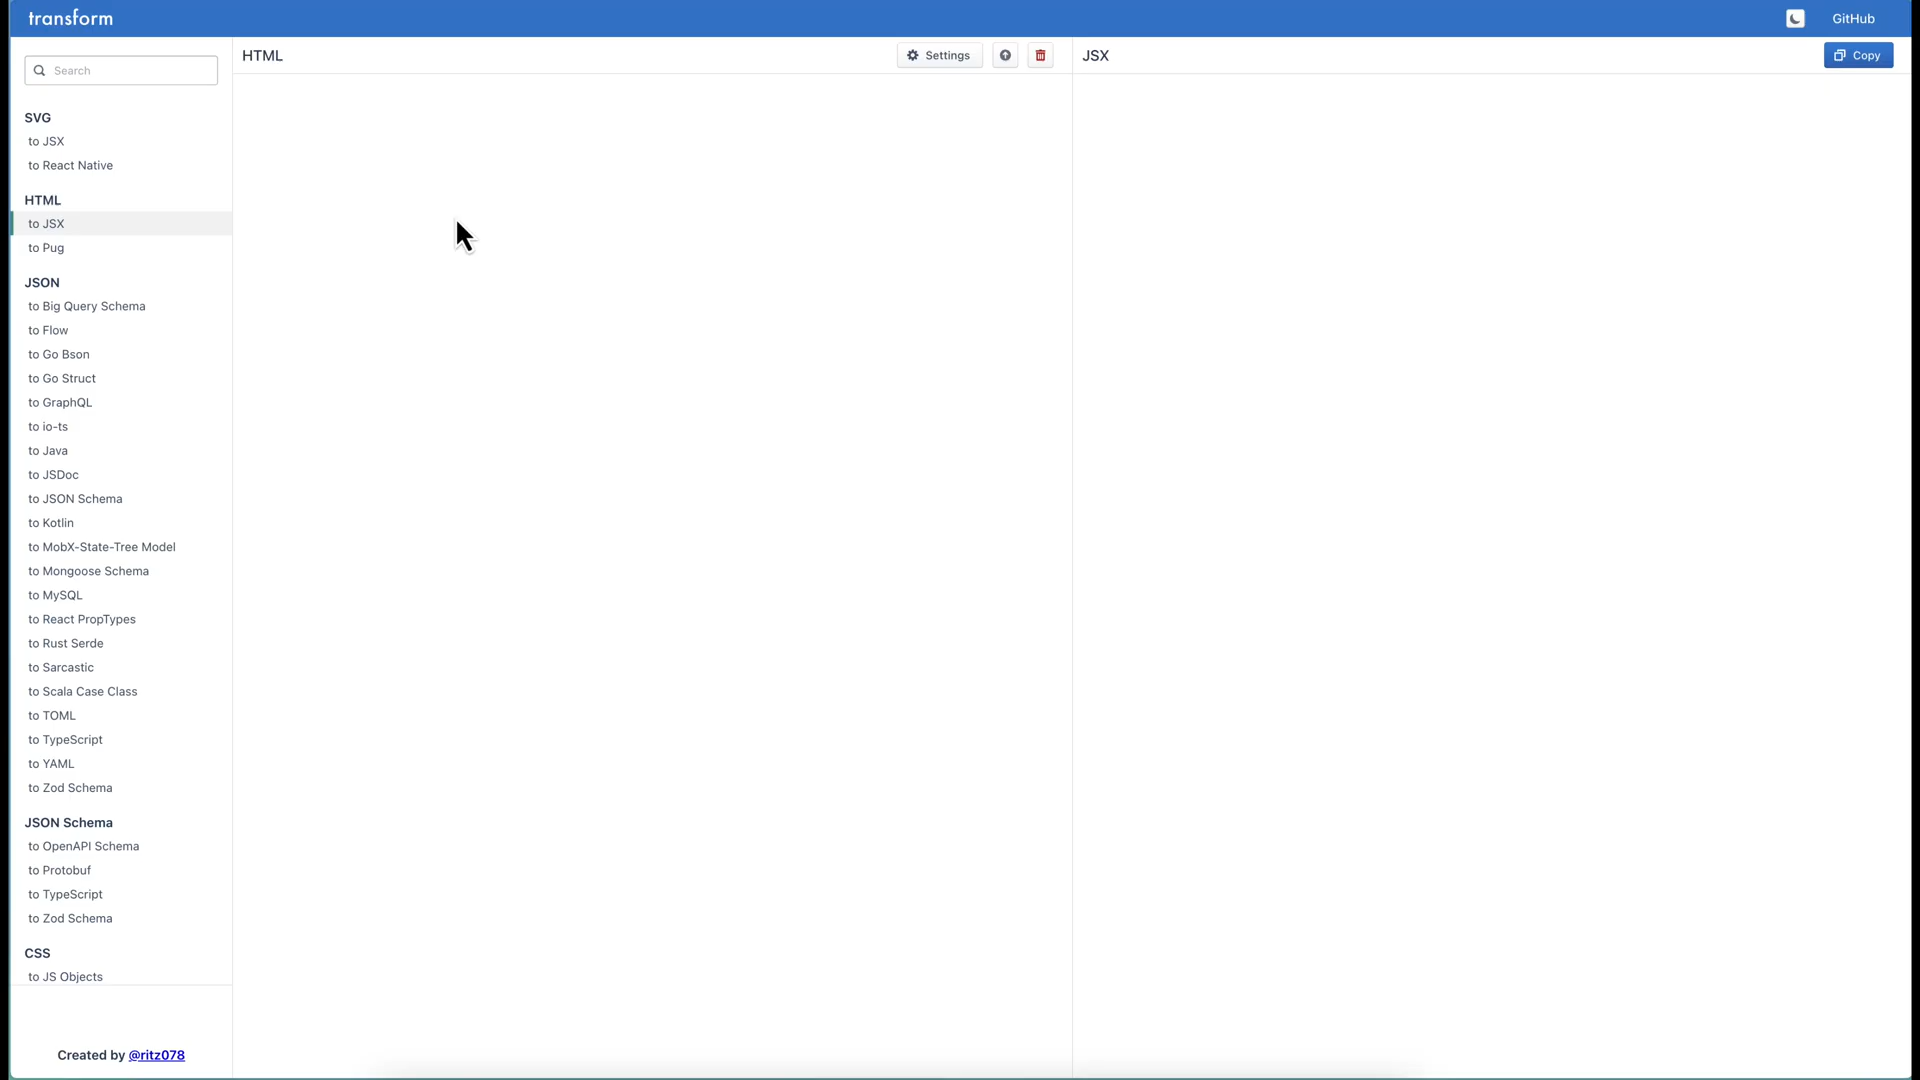 transform
GitHub
Search
HTML
Settings
JSX
Copy
SVG
to JSX
to React Native
HTML
to JSX
to Pug
JSON
to Big Query Schema
to Flow
to Go Bson
to Go Struct
to GraphQL
to io-ts
to Java
to JSDoc
to JSON Schema
to Kotlin
to MobX-State-Tree Model
to Mongoose Schema
to MySQL
to React PropTypes
to Rust Serde
to Sarcastic
to Scala Case Class
to TOML
to TypeScript
to YAML
to Zod Schema
JSON Schema
to OpenAPI Schema
to Protobuf
to TypeScript
to Zod Schema
CSS
to JS Objects
Created by @ritz078